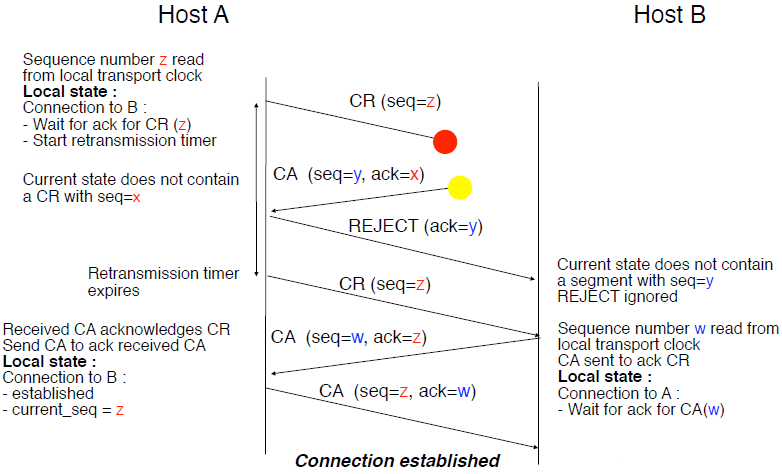 Host A
Host B
Sequence number z read
from local transport clock
Local state :
Connection to B :
- Wait for ack for CR (z)
- Start retransmission timer
CR (seq=z)
CA (seq=y, ack=x)
Current state does not contain
a CR with seq=x
REJECT (ack=y)
Current state does not contain
a segment with seq=y
REJECT ignored
Retransmission timer
expires
CR (seq=z)
Received CA acknowledges CR
Send CA to ack received CA
Local state :
Connection to B :
- established
- current_seq = z
CA (seq=w, ack=z)
Sequence number w read from
local transport clock
CA sent to ack CR
Local state :
Connection to A :
- Wait for ack for CA(w)
CA (seq=z, ack=w)
Connection established